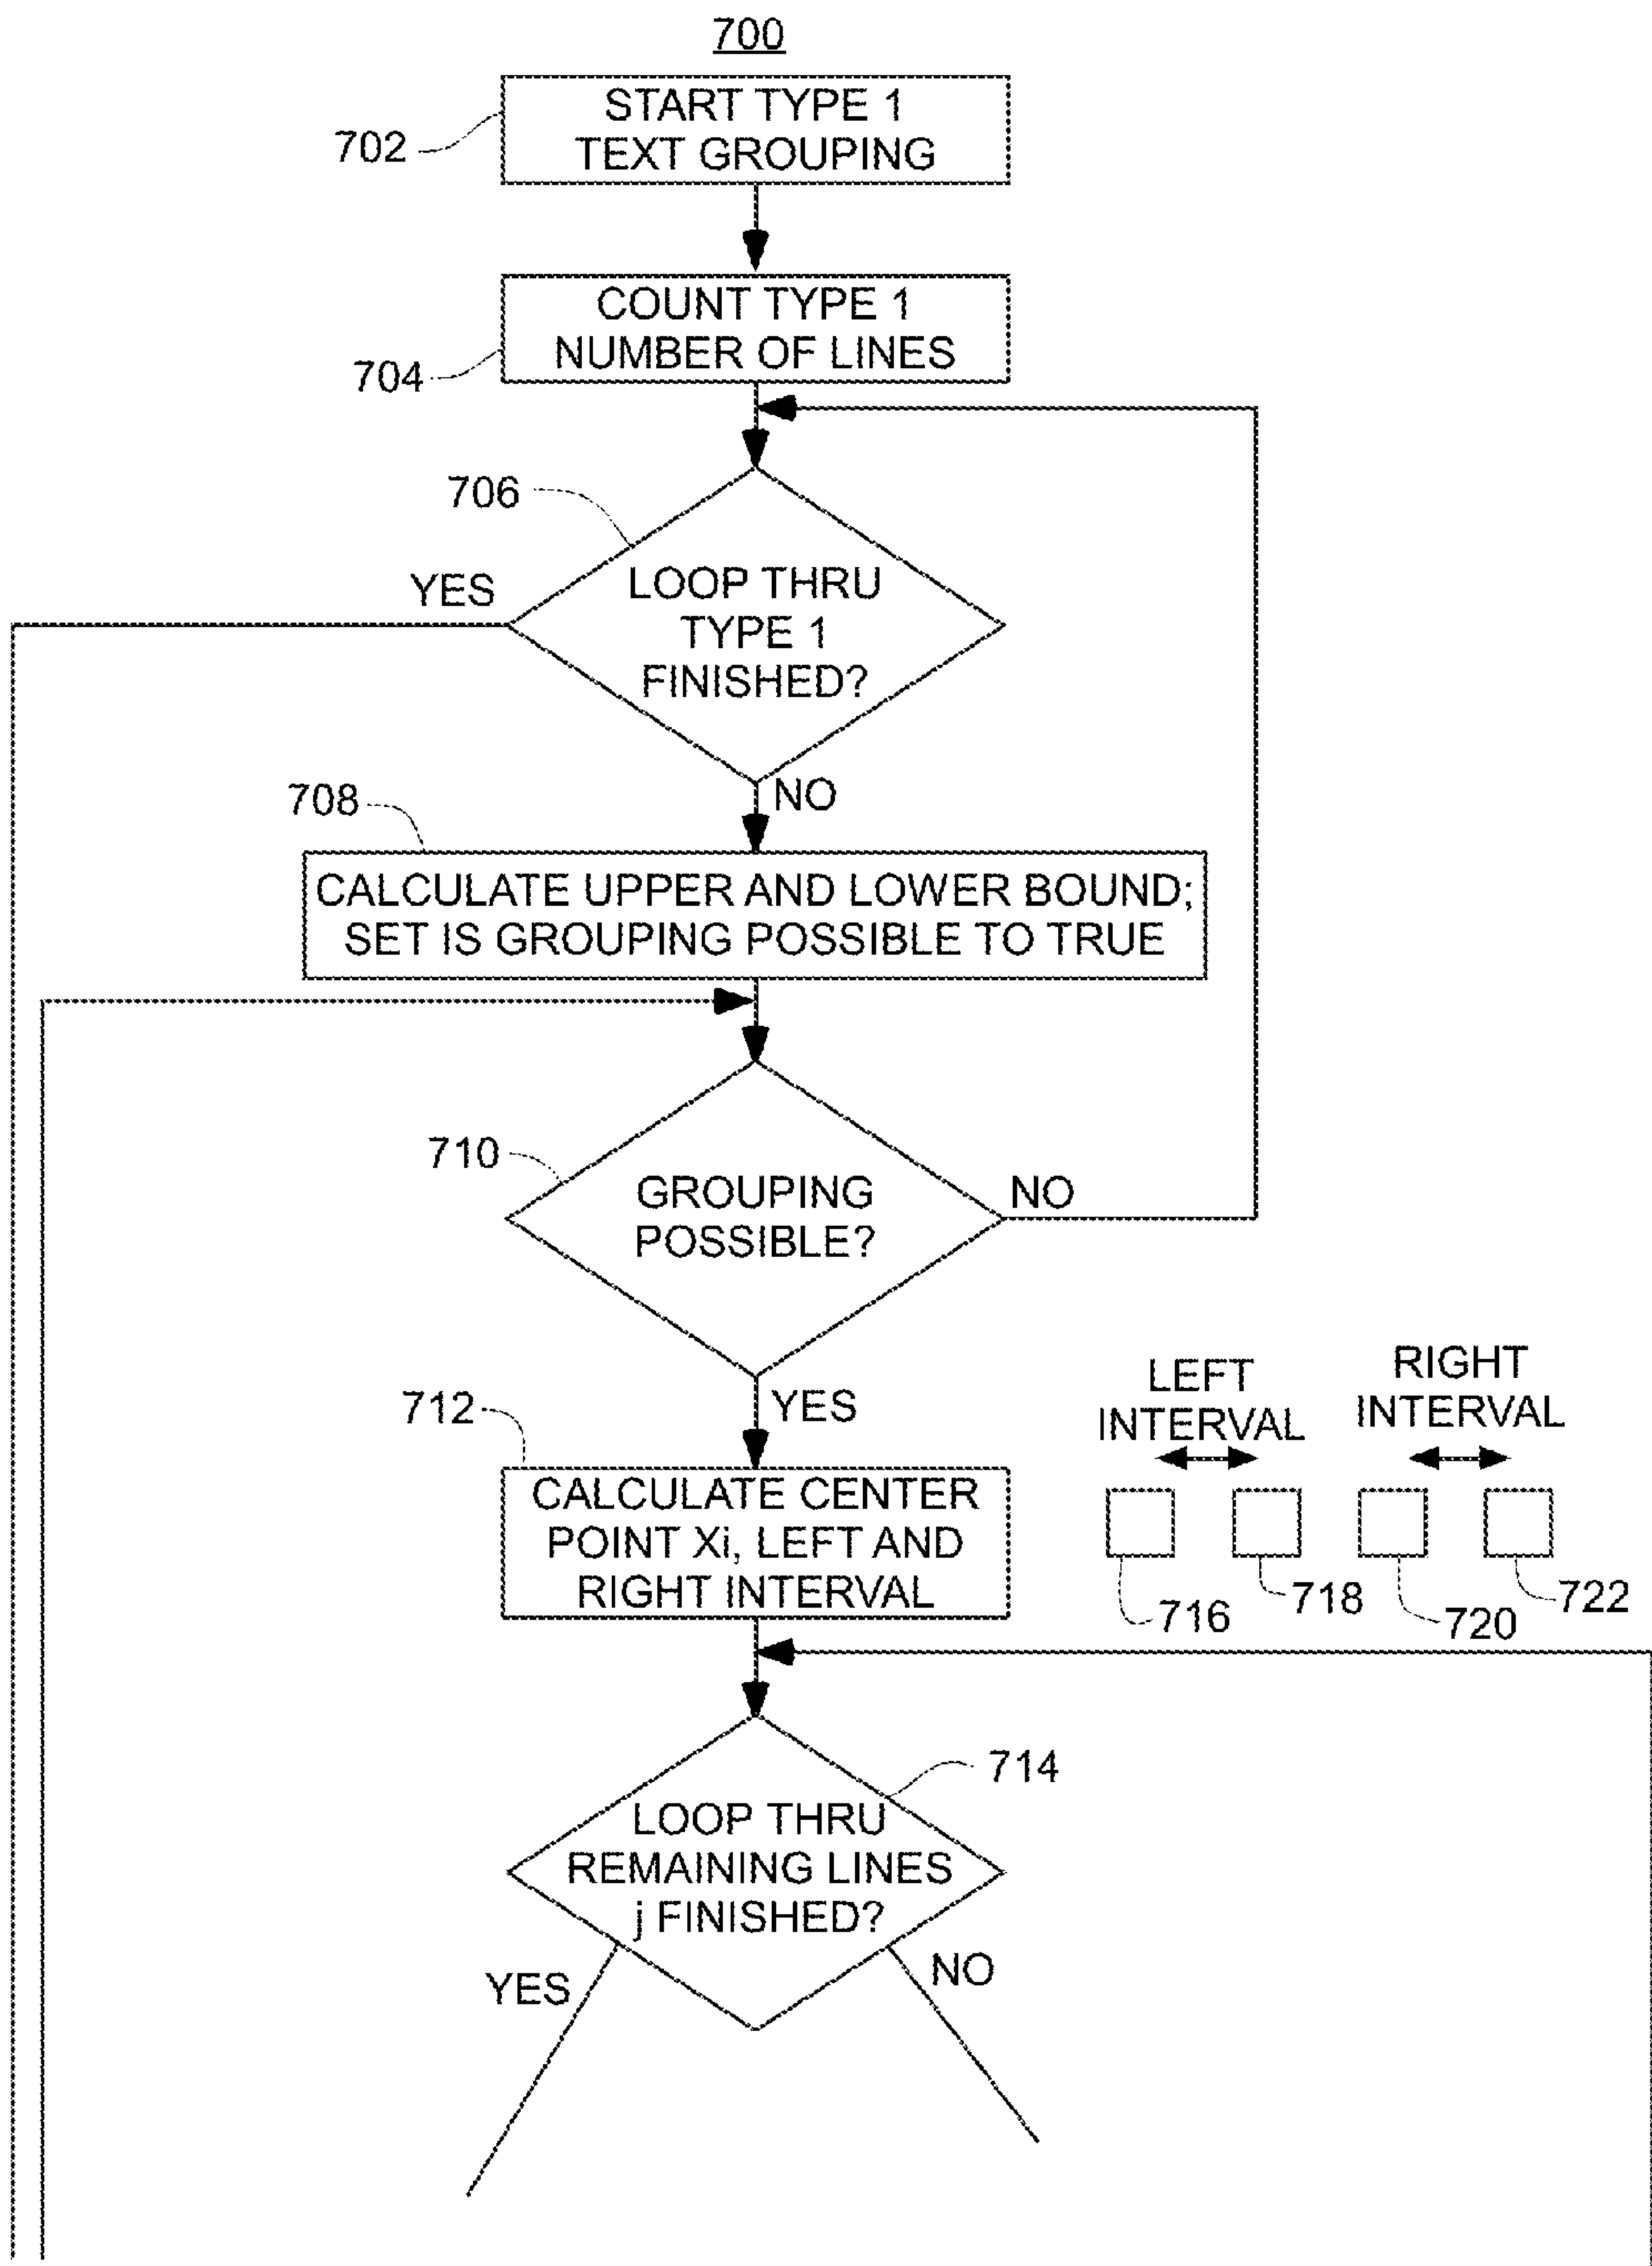 700
START TYPE 1
TEXT GROUPING
702
COUNT TYPE 1
NUMBER OF LINES
704
706
YES
LOOP THRU
TYPE 1
FINISHED?
NO
708
CALCULATE UPPER AND LOWER BOUND;
SET IS GROUPING POSSIBLE TO TRUE
710
GROUPING
POSSIBLE?
NO
YES
712
CALCULATE CENTER
POINT Xi, LEFT AND
RIGHT INTERVAL
LEFT
INTERVAL
RIGHT
INTERVAL
716
718
720
722
714
LOOP THRU
REMAINING LINES
j FINISHED?
YES
NO